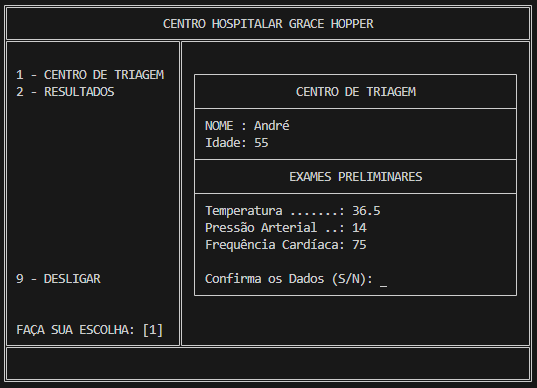 CENTRO HOSPITALAR GRACE HOPPER
1 - CENTRO DE TRIAGEM
2 - RESULTADOS
9 - DESLIGAR
FAÇA SUA ESCOLHA: [1]
CENTRO DE TRIAGEM
NOME : André
Idade: 55
EXAMES PRELIMINARES
Temperatura .......: 36.5
Pressão Arterial ..: 14
Frequência Cardíaca: 75
Confirma os Dados (S/N): _